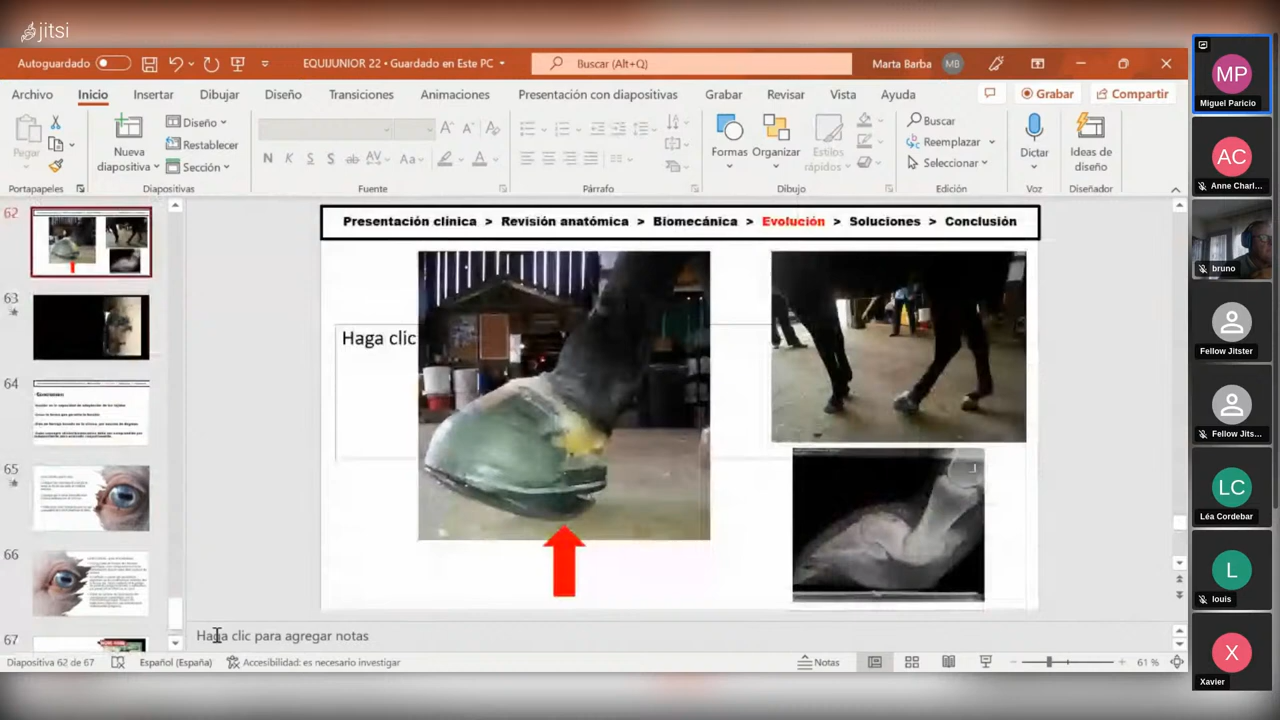 jitsi
Autoguardado
EQUIJUNIOR 22 • Guardado en Este PC
Buscar (Alt+Q)
Marta Barba MB
Archivo Inicio Insertar Dibujar Diseño Transiciones Animaciones Presentación con diapositivas Grabar Revisar Vista Ayuda Grabar Compartir
Pegar
Nueva diapositiva
Diseño
Restablecer
Sección
N K S S ab AV Aa A
Formas
Organizar
Estilos rápidos
Buscar
Reemplazar
Seleccionar
Dictar
Ideas de diseño
Portapapeles Diapositivas Fuente Párrafo Dibujo Edición Voz Diseñador
62
63
64
65
66
67
Presentación clínica > Revisión anatómica > Biomecánica > Evolución > Soluciones > Conclusión
Haga clic
Haga clic para agregar notas
Diapositiva 62 de 67 Español (España) Accesibilidad: es necesario investigar Notas 61 %
MP
Miguel Paricio
AC
Anne Charl...
bruno
Fellow Jitster
Fellow Jits...
LC
Léa Cordebar
L
louis
X
Xavier